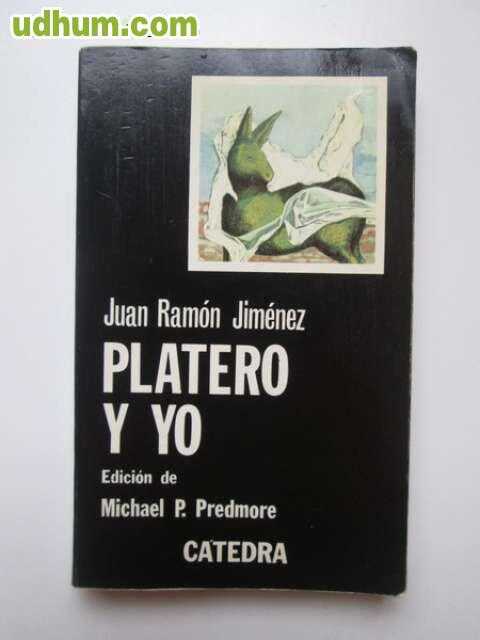 udhum.com
Juan Ramón Jiménez
PLATERO
Y YO
Edición de
Michael P. Predmore
CATEDRA